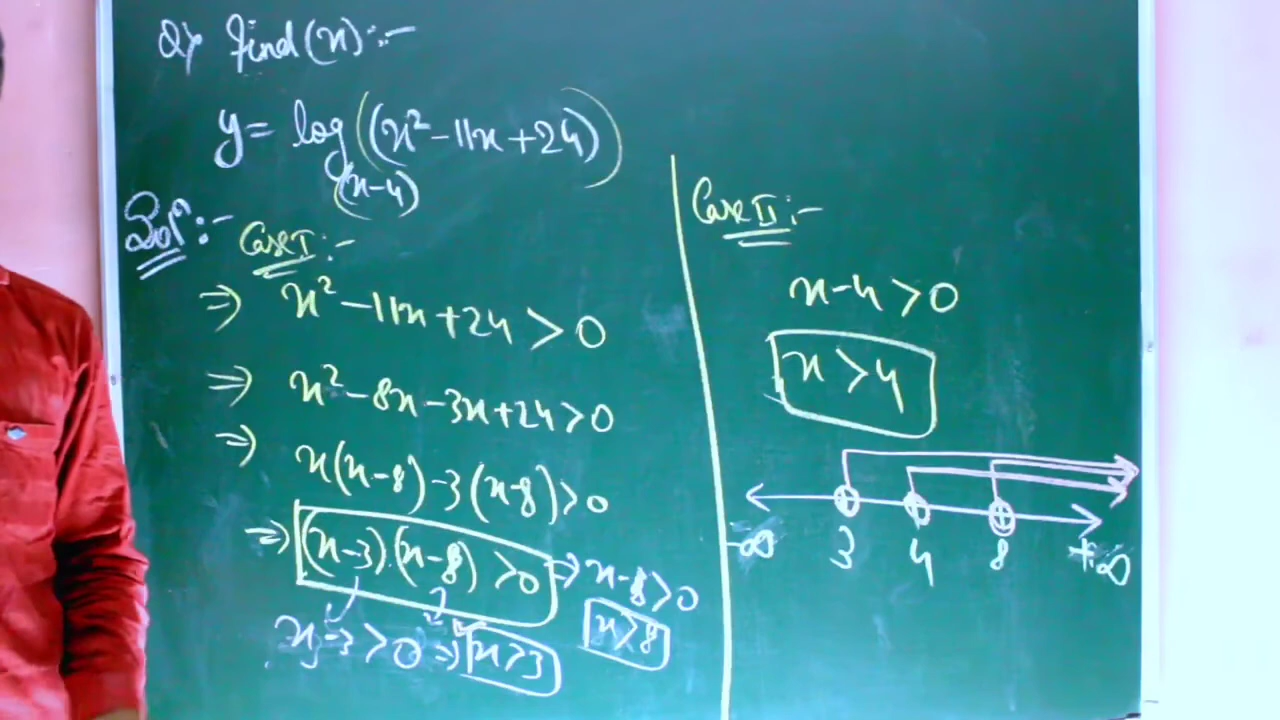 Q) find (x):-
y = log(x-4) ((x² - 11x + 24))
Sol^n :- Case I :-
⇒ x² - 11x + 24 > 0
⇒ x² - 8x - 3x + 24 > 0
⇒ x(x-8) - 3(x-8) > 0
⇒ (x-3).(x-8) > 0 → x-8 > 0
x > 8
x-3 > 0 ⇒ x > 3
Case II :-
x-4 > 0
x > 4
-∞ 3 4 8 +∞